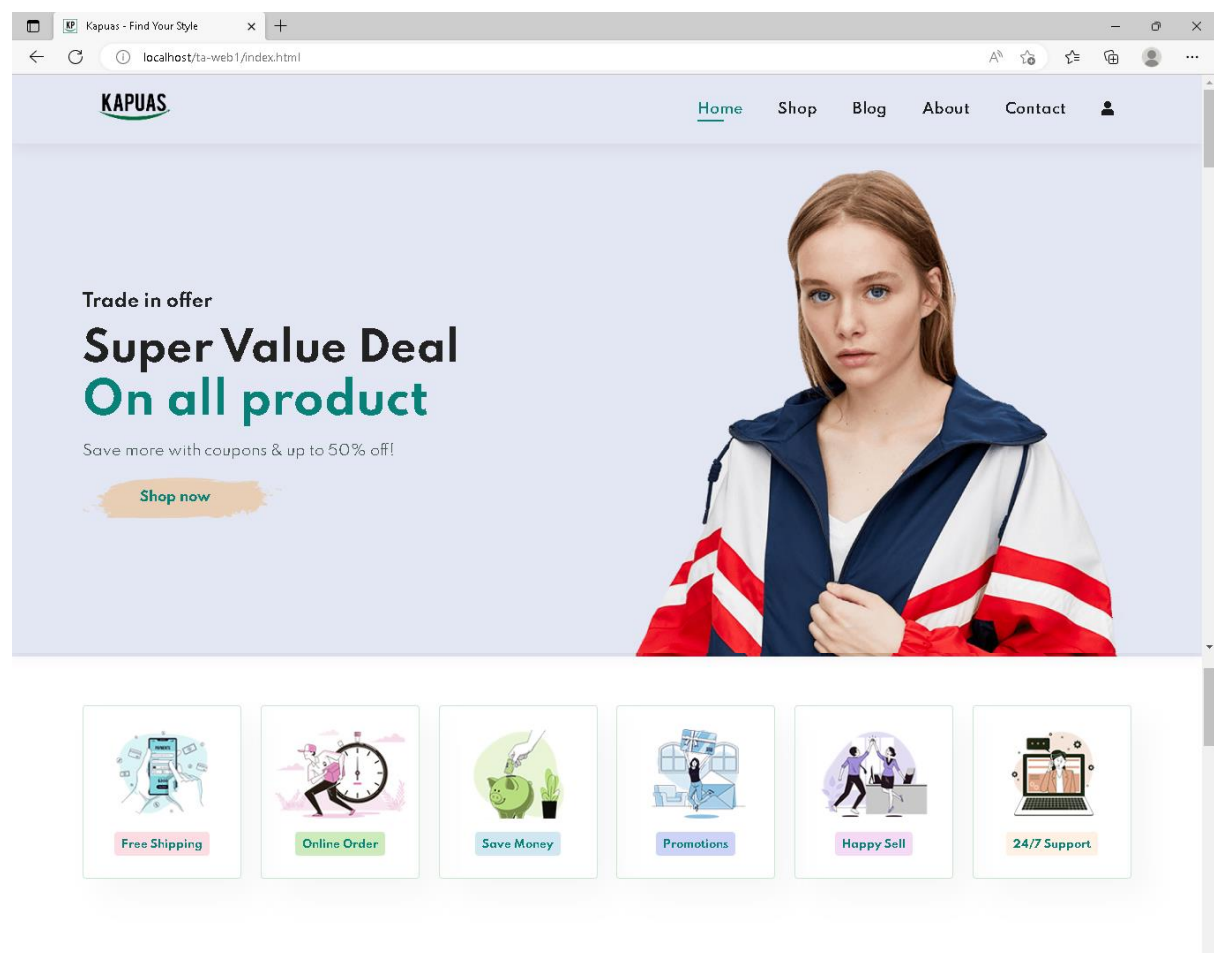 KP Kapuas - Find Your Style
localhost/ta-web1/index.html
KAPUAS.
Home Shop Blog About Contact
Trade in offer
Super Value Deal
On all product
Save more with coupons & up to 50% off!
Shop now
PAYMENTS
Free Shipping Online Order Save Money Promotions Happy Sell 24/7 Support